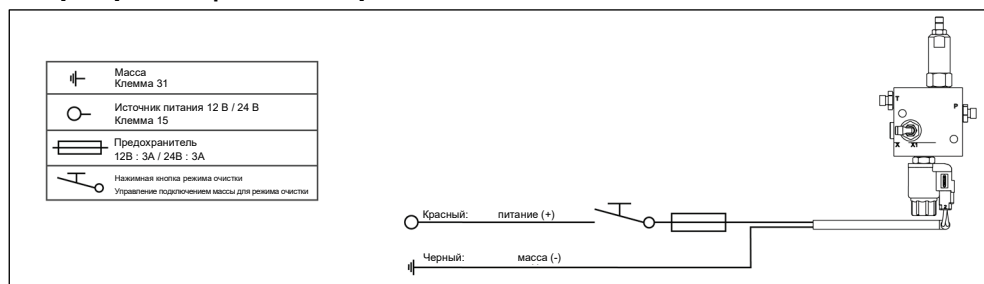 Масса
Клемма 31
Источник питания 12 В / 24 В
Клемма 15
Предохранитель
12В : 3А / 24В : 3А
Нажимная кнопка режима очистки
Управление подключением массы для режима очистки
T
P
X X1
Красный: питание (+)
Черный: масса (-)